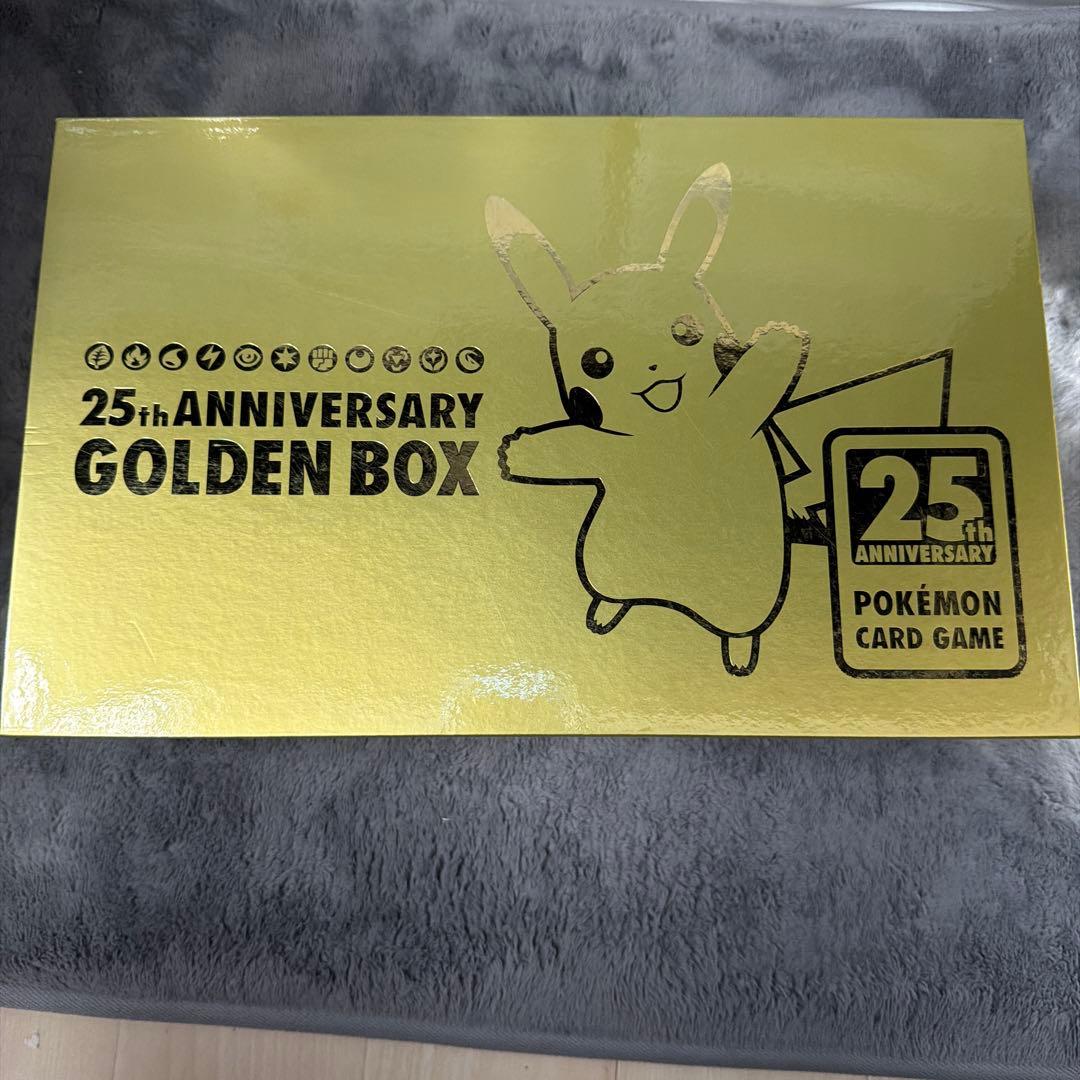 25th ANNIVERSARY
GOLDEN BOX
25th
ANNIVERSARY
POKÉMON
CARD GAME